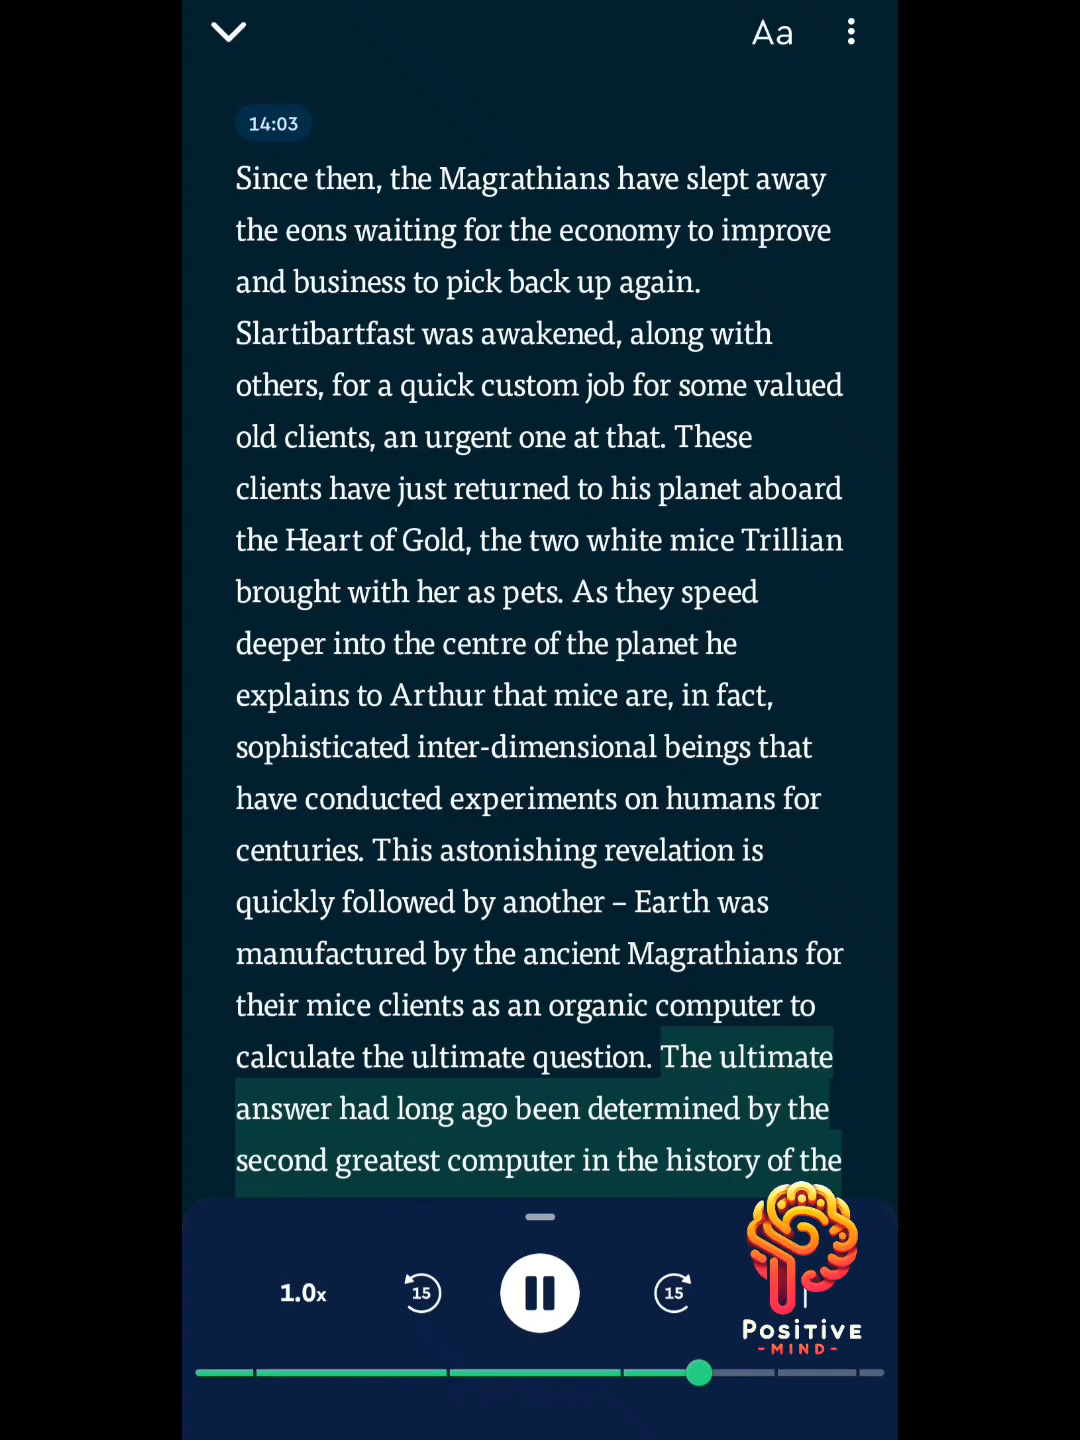 Aa
14:03
Since then, the Magrathians have slept away
the eons waiting for the economy to improve
and business to pick back up again.
Slartibartfast was awakened, along with
others, for a quick custom job for some valued
old clients, an urgent one at that. These
clients have just returned to his planet aboard
the Heart of Gold, the two white mice Trillian
brought with her as pets. As they speed
deeper into the centre of the planet he
explains to Arthur that mice are, in fact,
sophisticated inter-dimensional beings that
have conducted experiments on humans for
centuries. This astonishing revelation is
quickly followed by another – Earth was
manufactured by the ancient Magrathians for
their mice clients as an organic computer to
calculate the ultimate question. The ultimate
answer had long ago been determined by the
second greatest computer in the history of the
1.0x
15
15
POSITIVE
-MIND-